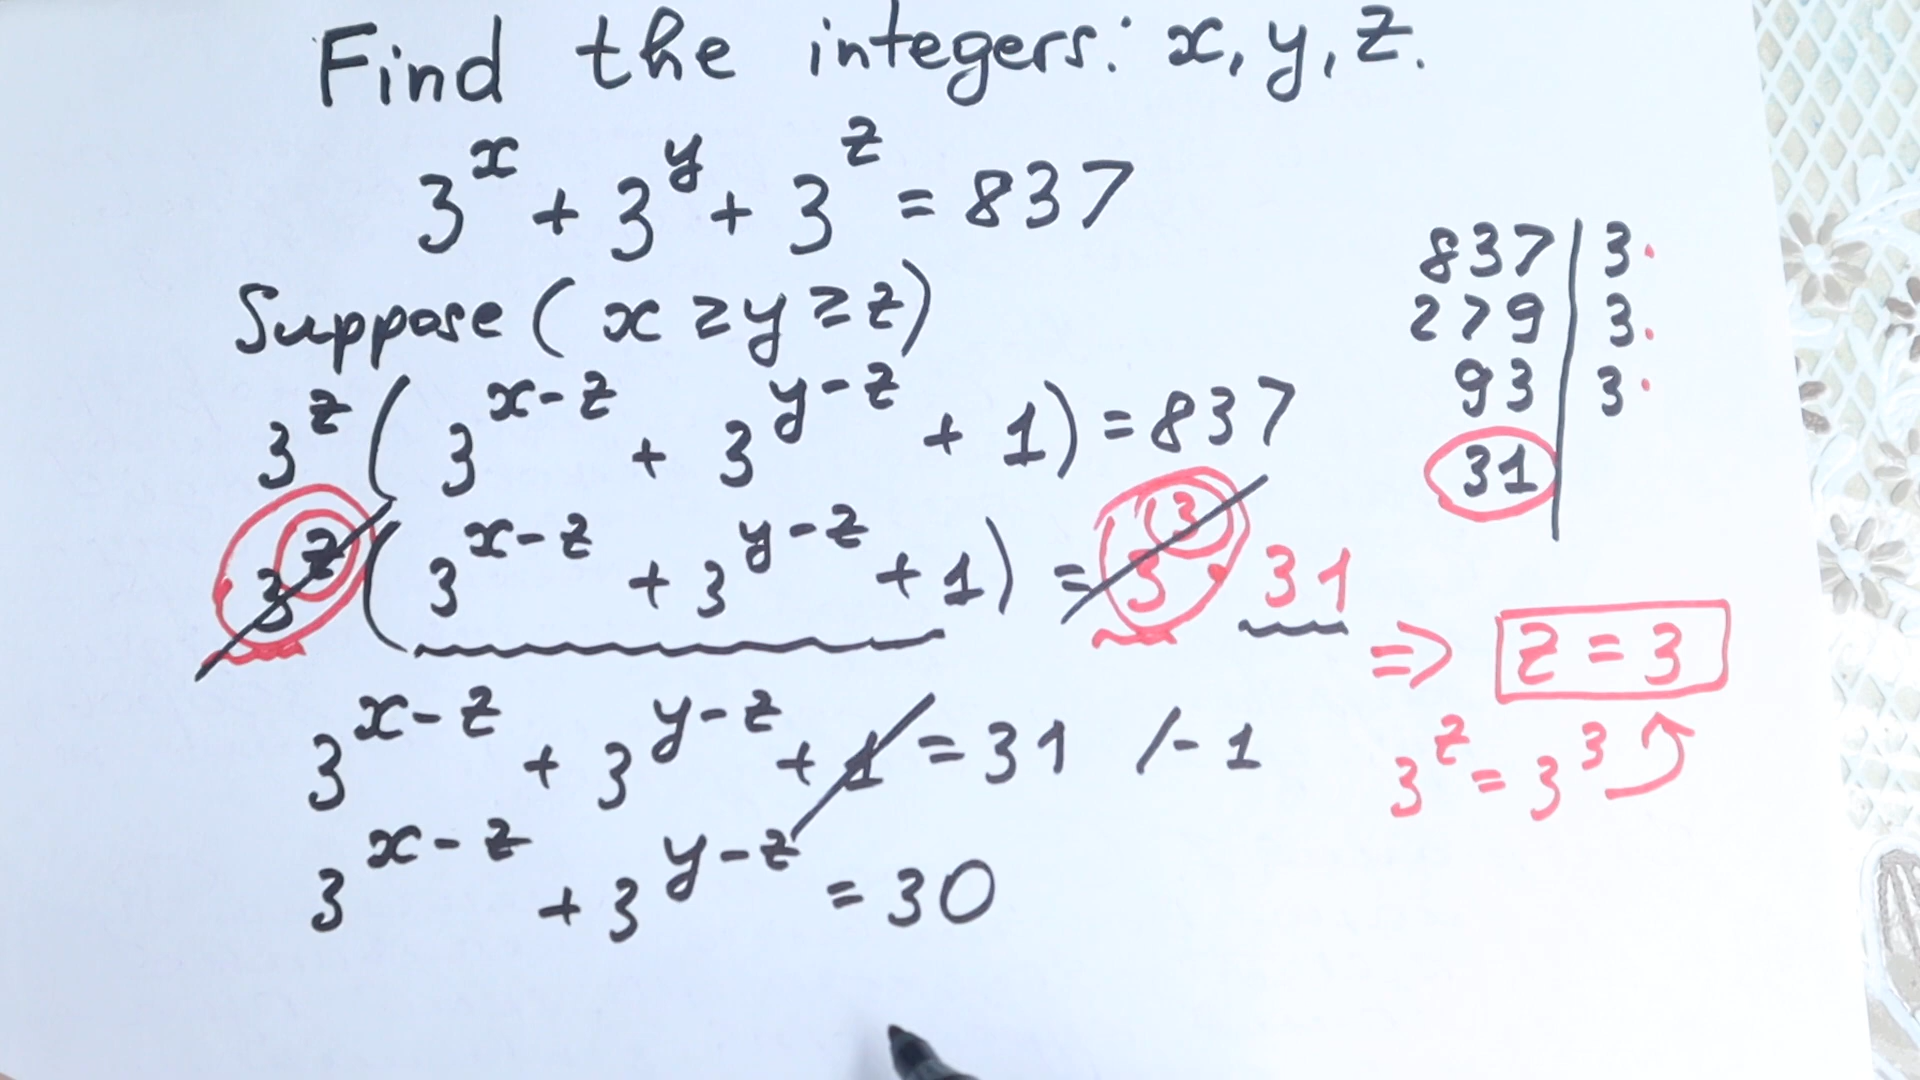 Find the integers: x, y, z.
3^x + 3^y + 3^z = 837
Suppose ( x ≥ y ≥ z )
3^z ( 3^(x-z) + 3^(y-z) + 1 ) = 837
3^z ( 3^(x-z) + 3^(y-z) + 1 ) = 3^3 · 31
=> z = 3
3^z = 3^3
3^(x-z) + 3^(y-z) + 1 = 31 /-1
3^(x-z) + 3^(y-z) = 30
837 | 3·
279 | 3·
93 | 3·
31 |